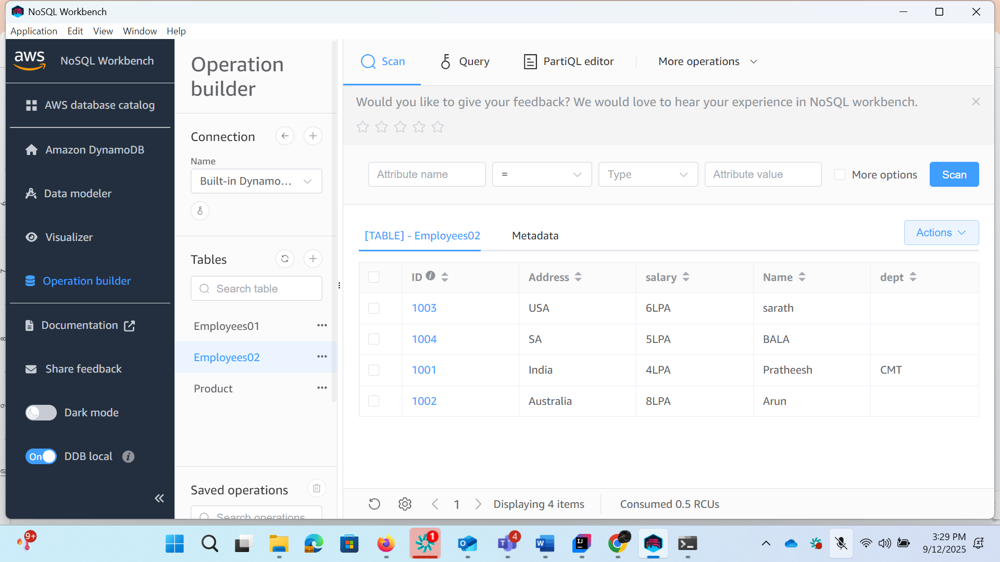 NoSQL Workbench
Application Edit View Window Help
aws NoSQL Workbench
AWS database catalog
Amazon DynamoDB
Data modeler
Visualizer
Operation builder
Documentation
Share feedback
Dark mode
On DDB local
Operation
builder
Connection
Name
Built-in Dynamo...
Tables
Search table
Employees01
Employees02
Product
Saved operations
Search operations
Scan Query PartiQL editor More operations
Would you like to give your feedback? We would love to hear your experience in NoSQL workbench.
Attribute name = Type Attribute value More options Scan
[TABLE] - Employees02 Metadata Actions
ID Address salary Name dept
1003 USA 6LPA sarath
1004 SA 5LPA BALA
1001 India 4LPA Pratheesh CMT
1002 Australia 8LPA Arun
1 Displaying 4 items Consumed 0.5 RCUs
9+
1
4
3:29 PM
9/12/2025